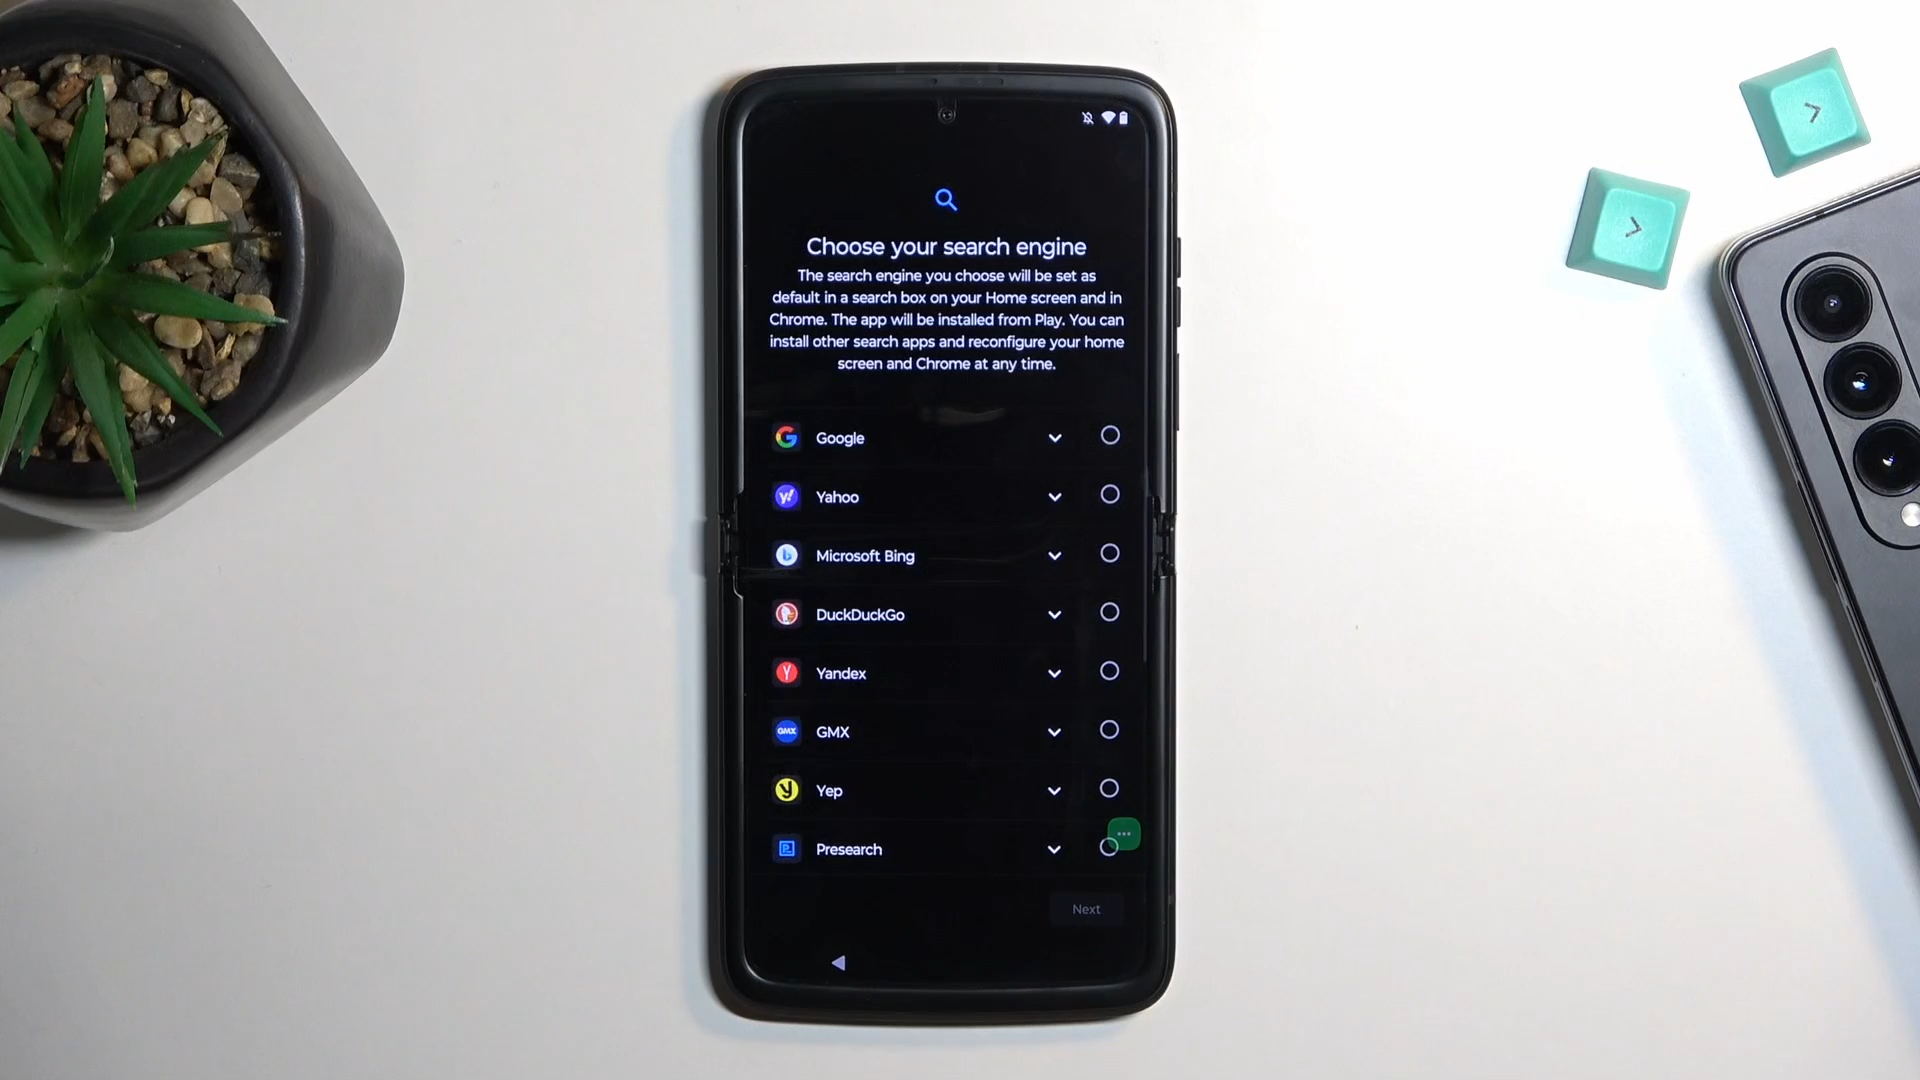 Choose your search engine
The search engine you choose will be set as
default in a search box on your Home screen and in
Chrome. The app will be installed from Play. You can
install other search apps and reconfigure your home
screen and Chrome at any time.
Google
Yahoo
Microsoft Bing
DuckDuckGo
Yandex
GMX
Yep
Presearch
Next